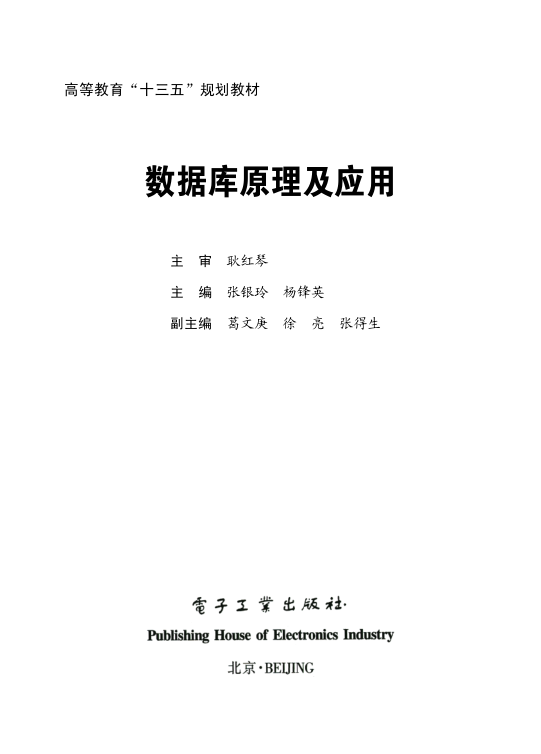 高等教育“十三五”规划教材
数据库原理及应用
主　审　耿红琴
主　编　张银玲　杨锋英
副主编　葛文庚　徐　亮　张得生
電子工業出版社·
Publishing House of Electronics Industry
北京·BEIJING